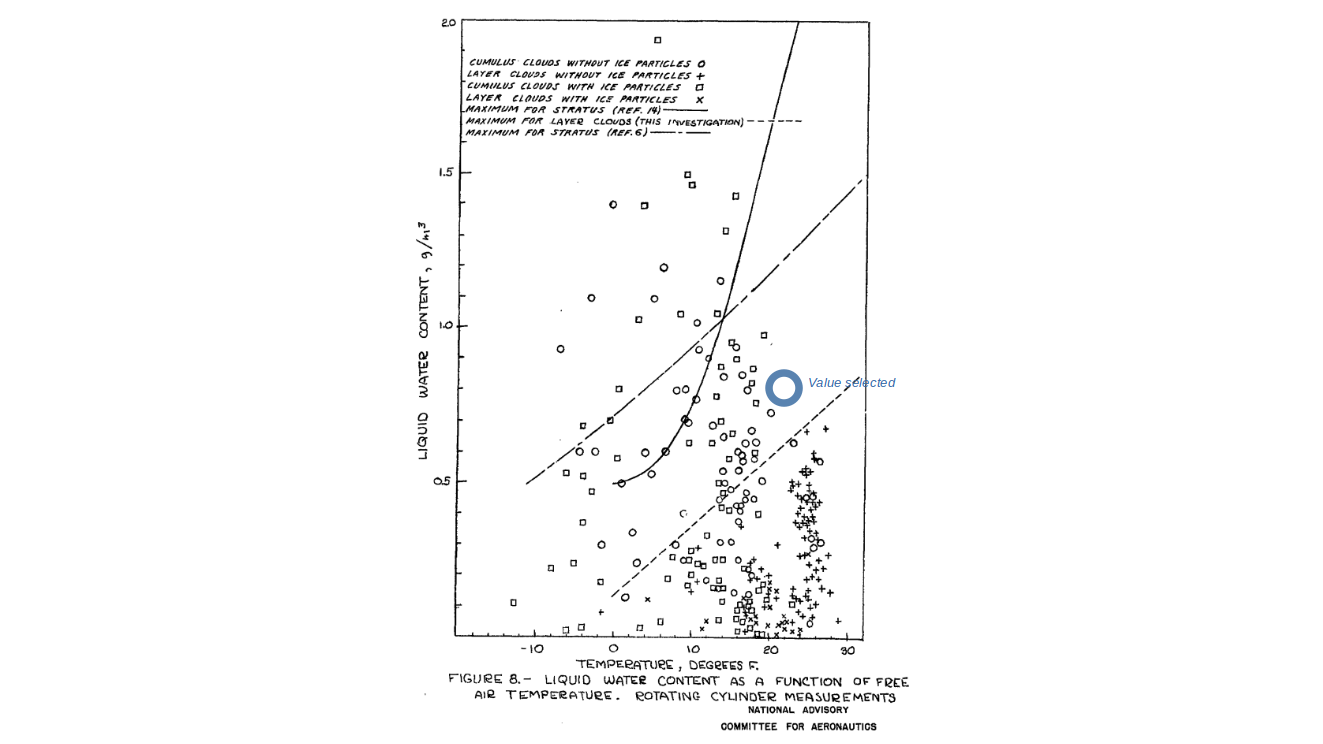 2.0
CUMULUS CLOUDS WITHOUT ICE PARTICLES O
LAYER CLOUDS WITHOUT ICE PARTICLES +
CUMULUS CLOUDS WITH ICE PARTICLES □
LAYER CLOUDS WITH ICE PARTICLES x
MAXIMUM FOR STRATUS (REF. 14)
MAXIMUM FOR LAYER CLOUDS (THIS INVESTIGATION)
MAXIMUM FOR STRATUS (REF. 6)
1.5
LIQUID WATER CONTENT, g/m³
1.0
Value selected
0.5
-10 0 10 20 30
TEMPERATURE, DEGREES F.
FIGURE 8.- LIQUID WATER CONTENT AS A FUNCTION OF FREE
AIR TEMPERATURE. ROTATING CYLINDER MEASUREMENTS
NATIONAL ADVISORY
COMMITTEE FOR AERONAUTICS